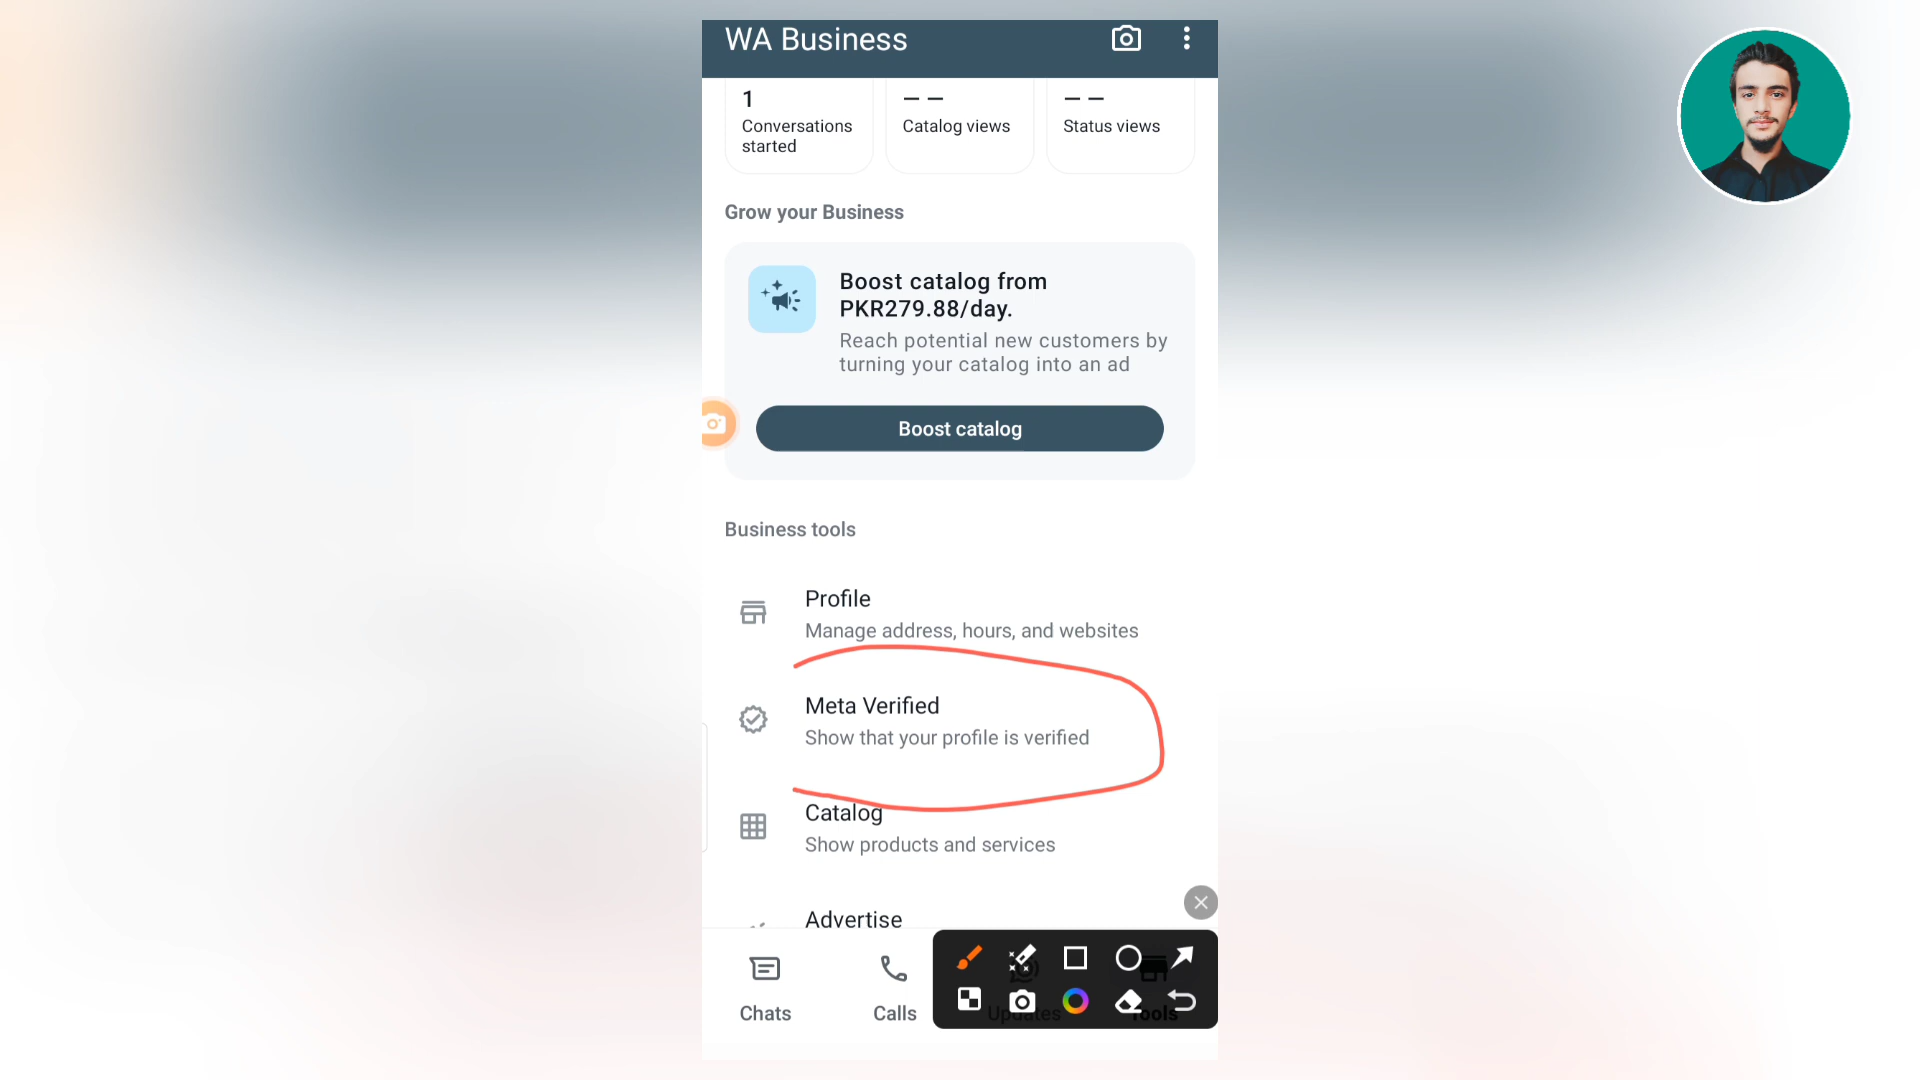 WA Business
1
Conversations
started
— —
Catalog views
— —
Status views
Grow your Business
Boost catalog from
PKR279.88/day.
Reach potential new customers by
turning your catalog into an ad
Boost catalog
Business tools
Profile
Manage address, hours, and websites
Meta Verified
Show that your profile is verified
Catalog
Show products and services
Advertise
Chats
Calls
Updates
Tools